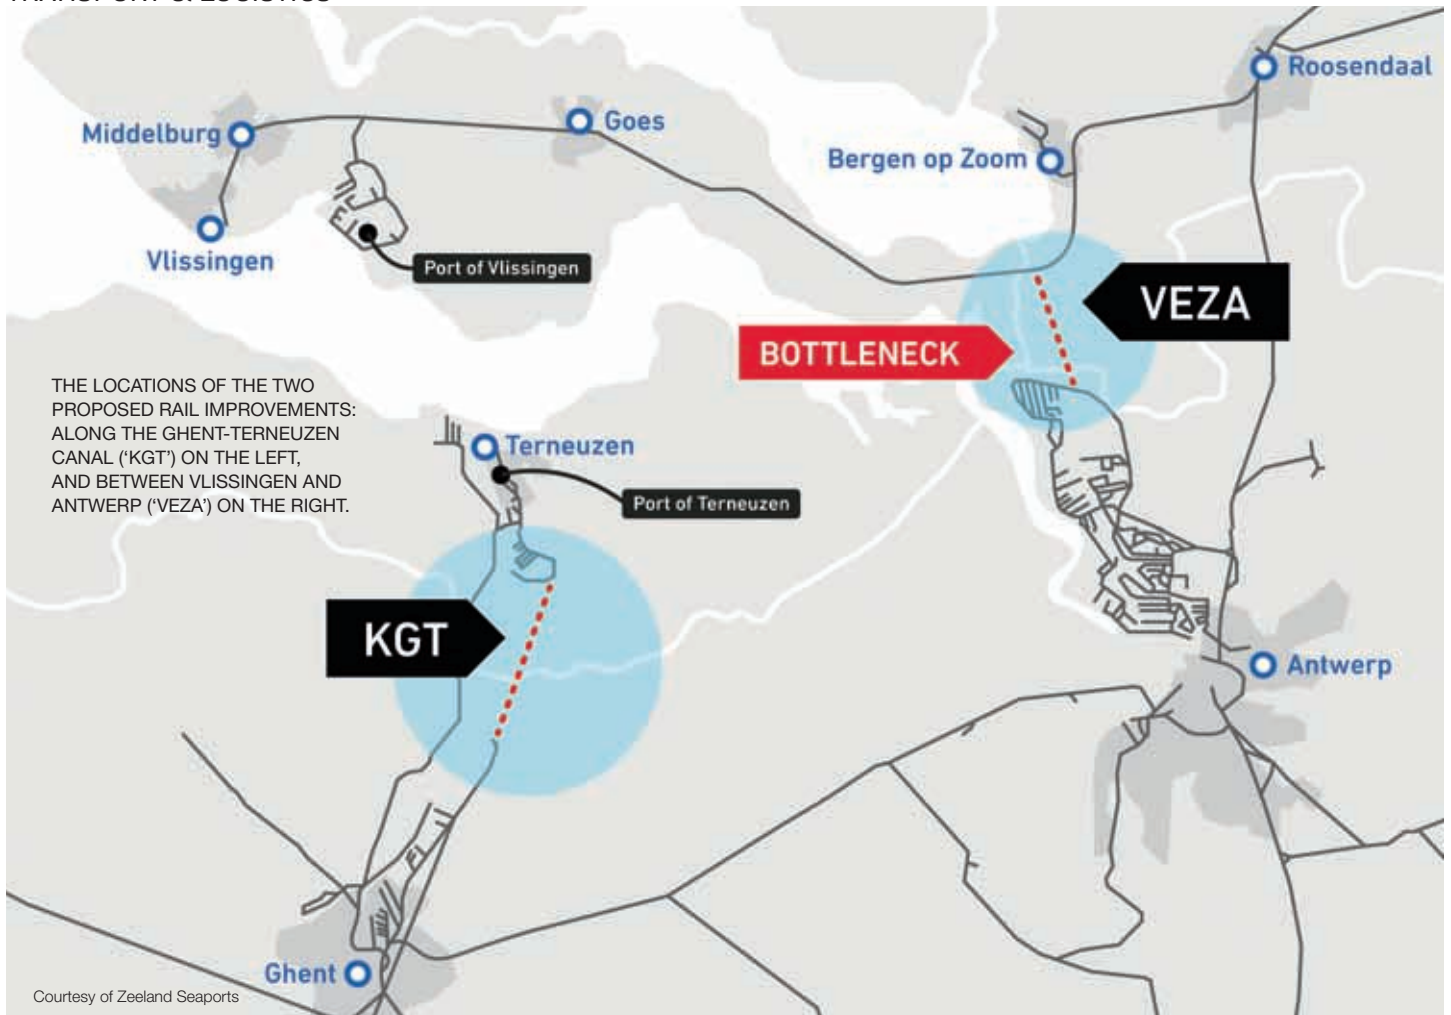 Roosendaal
Middelburg
Goes
Bergen op Zoom
Vlissingen
Port of Vlissingen
VEZA
BOTTLENECK
THE LOCATIONS OF THE TWO
PROPOSED RAIL IMPROVEMENTS:
ALONG THE GHENT-TERNEUZEN
CANAL (‘KGT’) ON THE LEFT,
AND BETWEEN VLISSINGEN AND
ANTWERP (‘VEZA’) ON THE RIGHT.
Terneuzen
Port of Terneuzen
KGT
Antwerp
Ghent
Courtesy of Zeeland Seaports